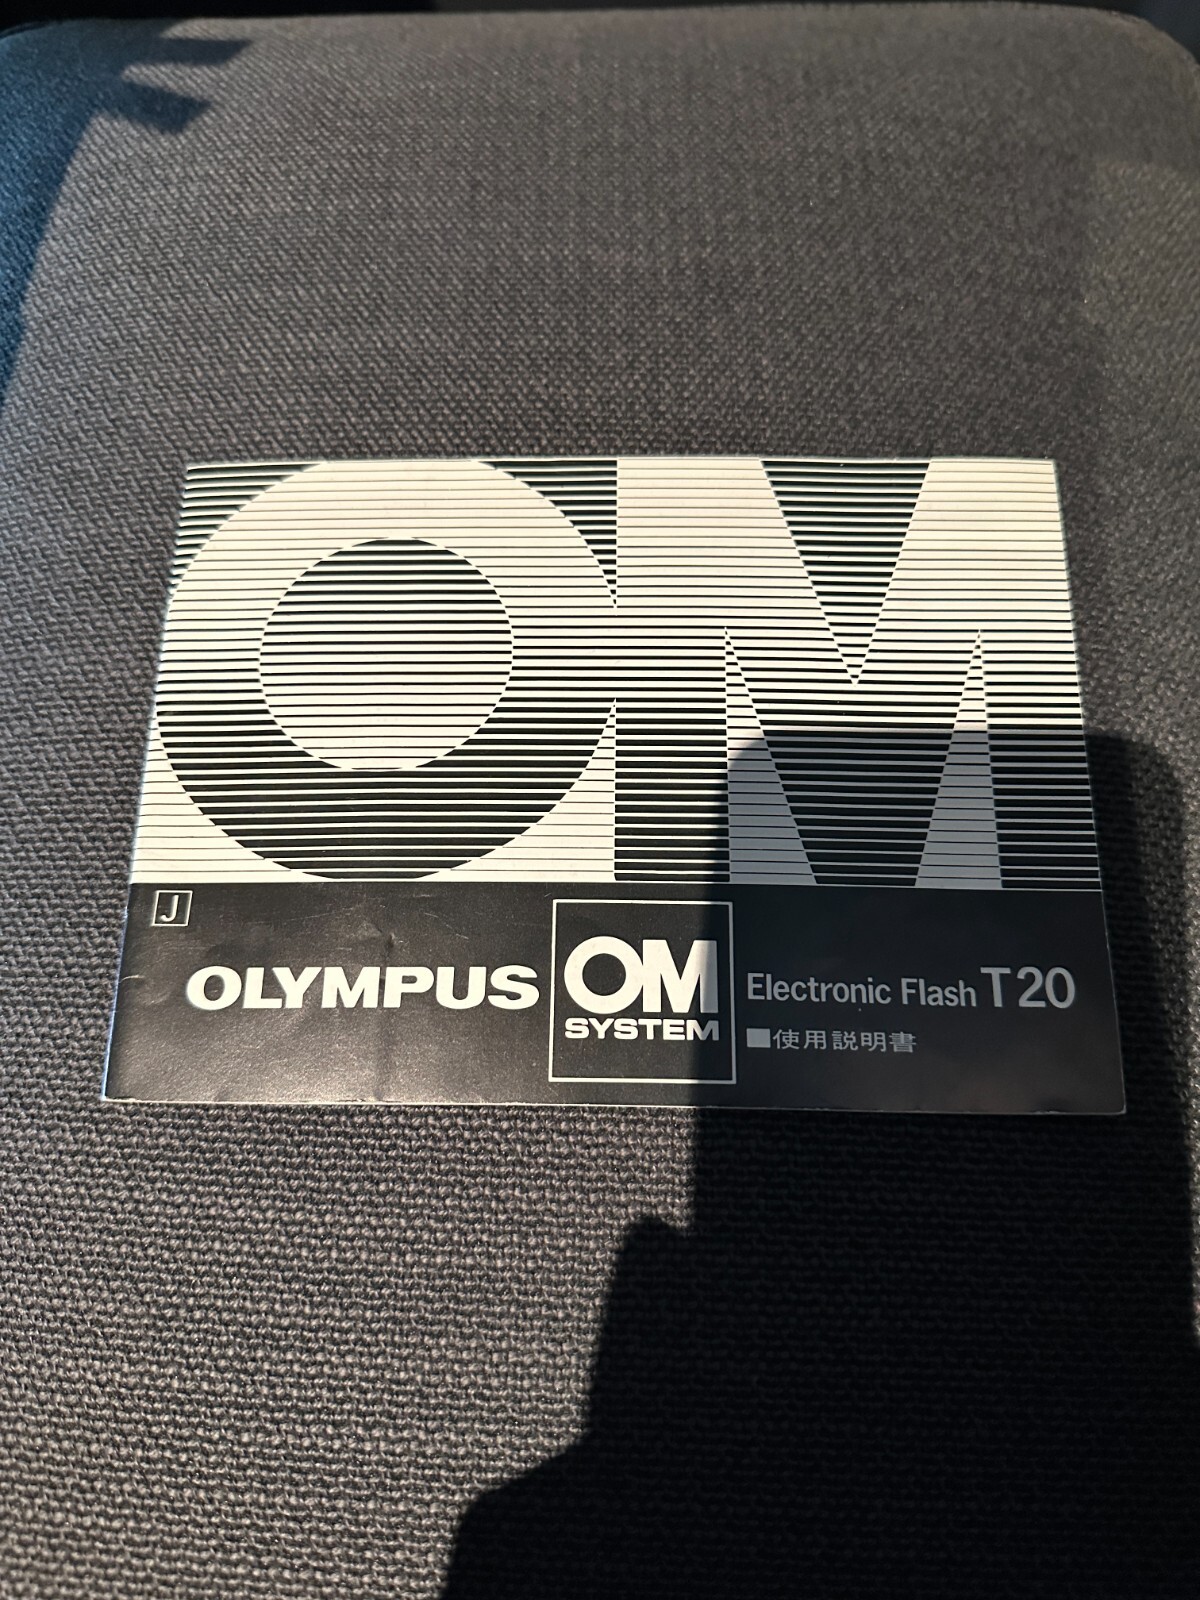 OM
J
OLYMPUS
OM
SYSTEM
Electronic Flash T20
■使用説明書